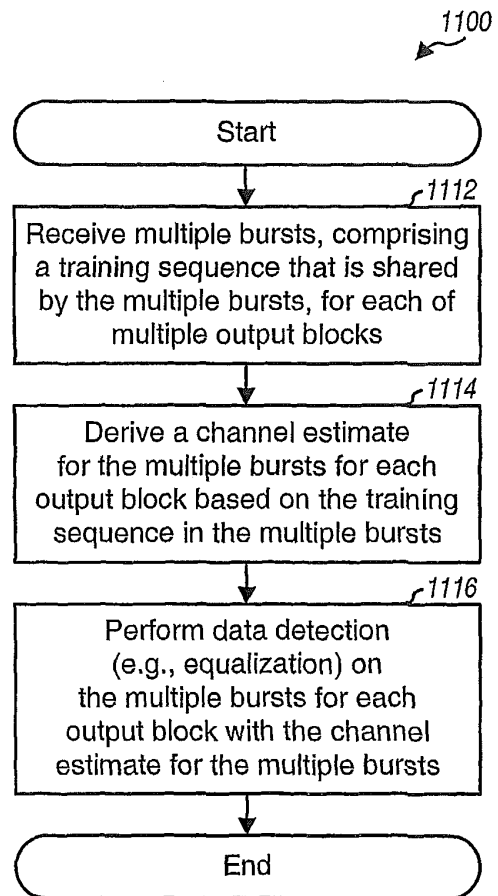 1100
Start
1112
Receive multiple bursts, comprising
a training sequence that is shared
by the multiple bursts, for each of
multiple output blocks
1114
Derive a channel estimate
for the multiple bursts for each
output block based on the training
sequence in the multiple bursts
1116
Perform data detection
(e.g., equalization) on
the multiple bursts for each
output block with the channel
estimate for the multiple bursts
End